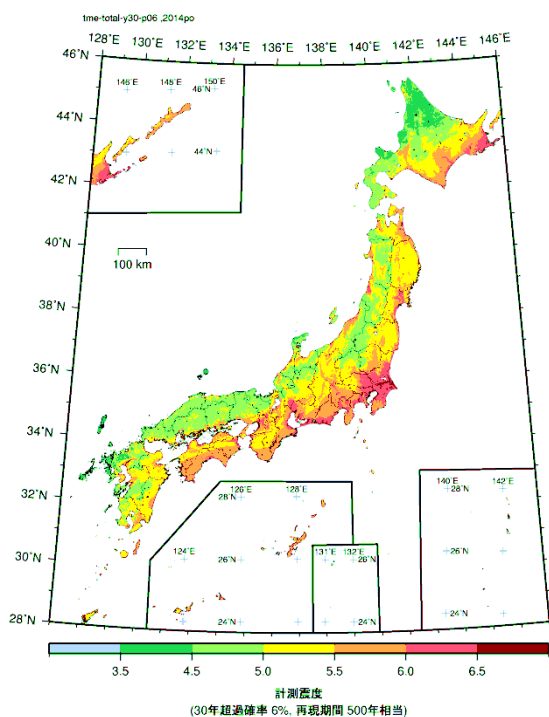 tme-total-y30-p06 ,2014po
128˚E 130˚E 132˚E 134˚E 136˚E 138˚E 140˚E 142˚E 144˚E 146˚E
46˚N
146˚E 148˚E 150˚E
46˚N
44˚N
44˚N
42˚N
40˚N
100 km
38˚N
36˚N
34˚N
32˚N
126˚E 128˚E
28˚N
140˚E 142˚E
28˚N
30˚N
124˚E
26˚N
131˚E 132˚E
26˚N
26˚N
28˚N
24˚N
24˚N
24˚N
3.5 4.5 5.0 5.5 6.0 6.5
計測震度
(30年超過確率 6%, 再現期間 500年相当)